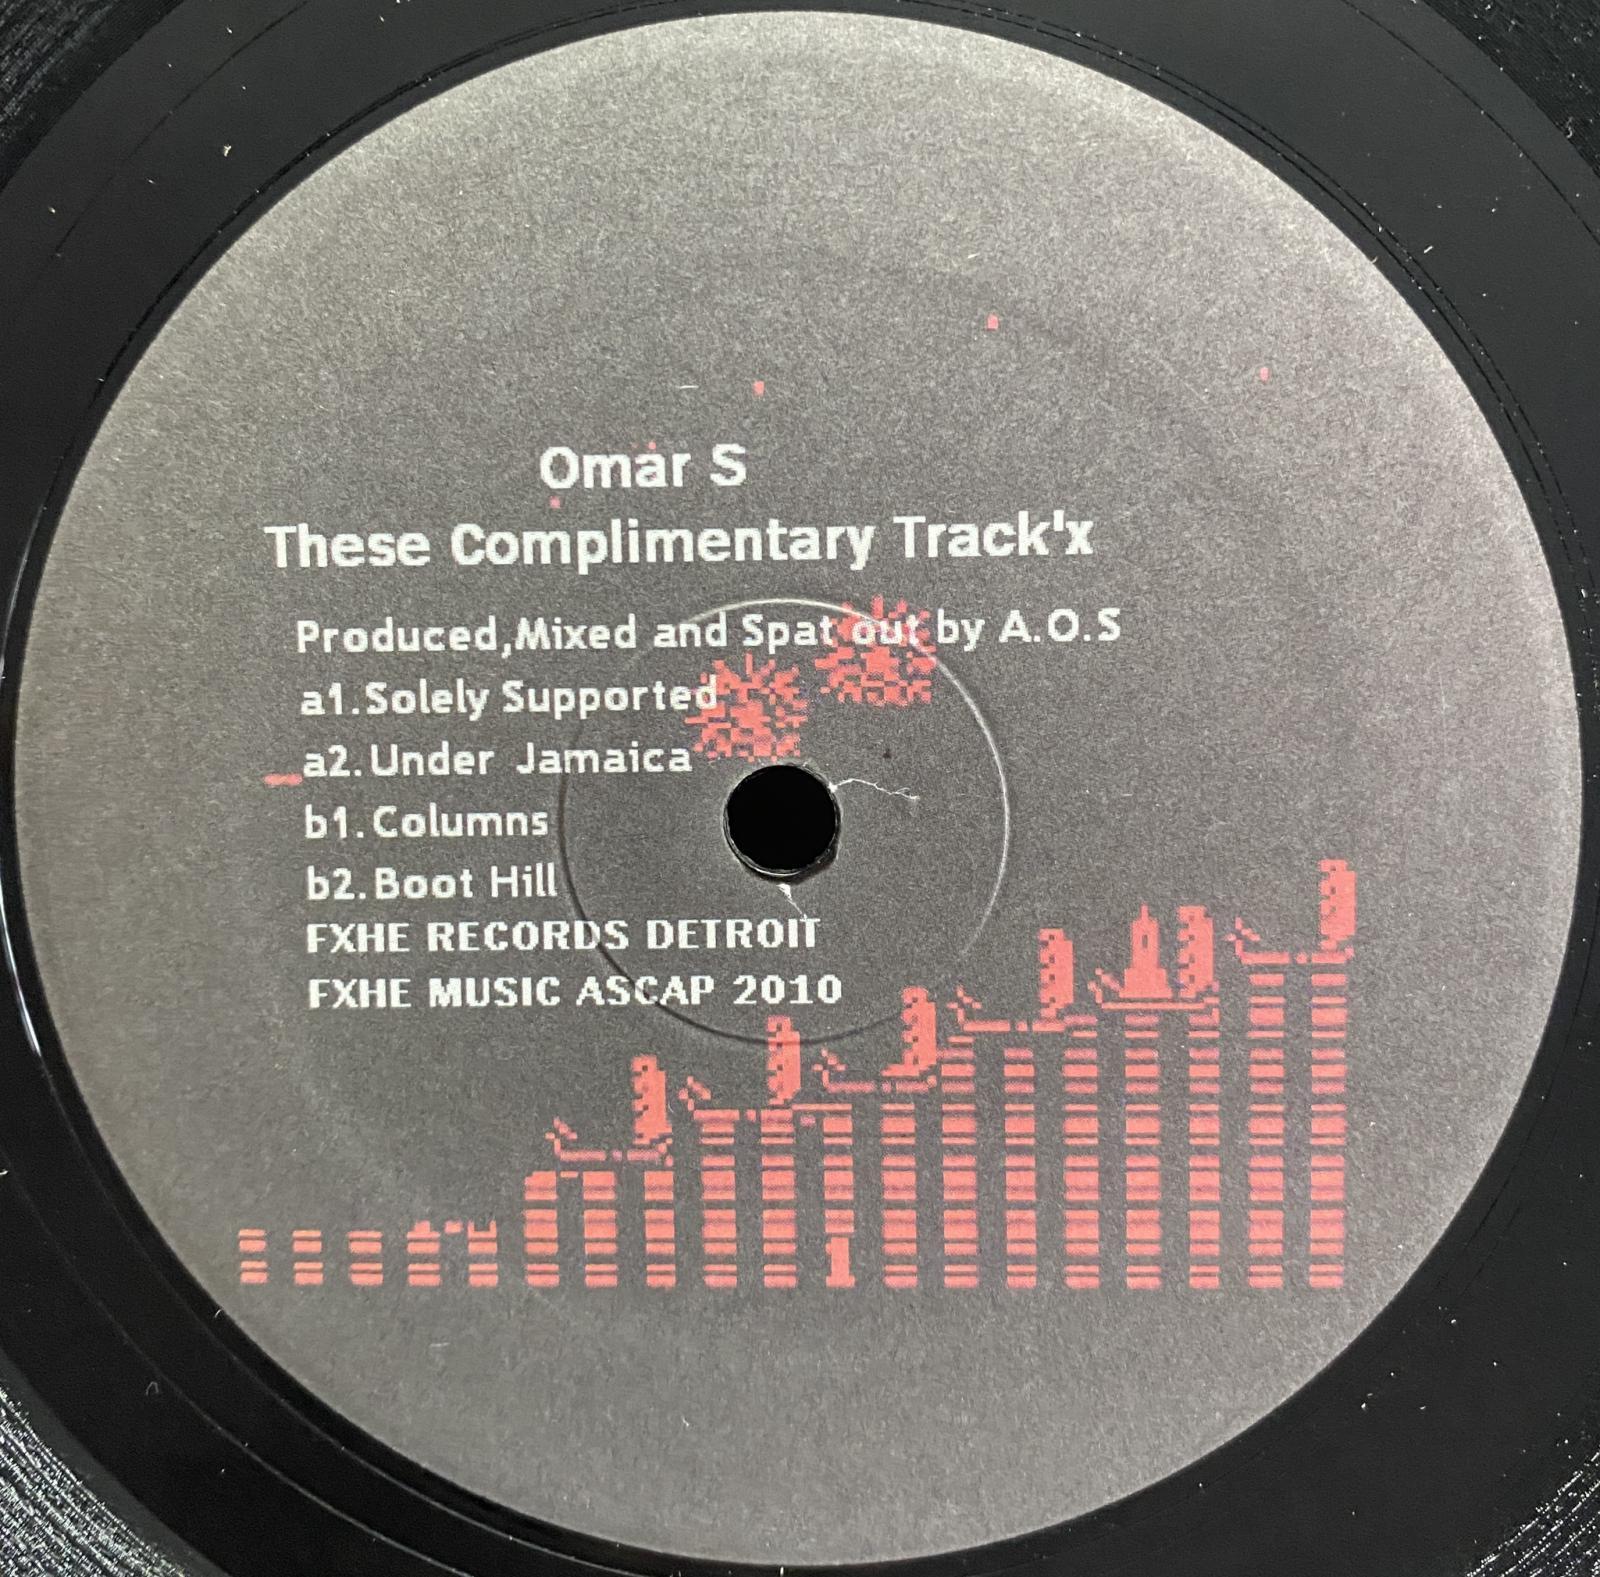 Omar S
These Complimentary Track'x
Produced,Mixed and Spat out by A.O.S
a1.Solely Supported
a2.Under Jamaica
b1.Columns
b2.Boot Hill
FXHE RECORDS DETROIT
FXHE MUSIC ASCAP 2010